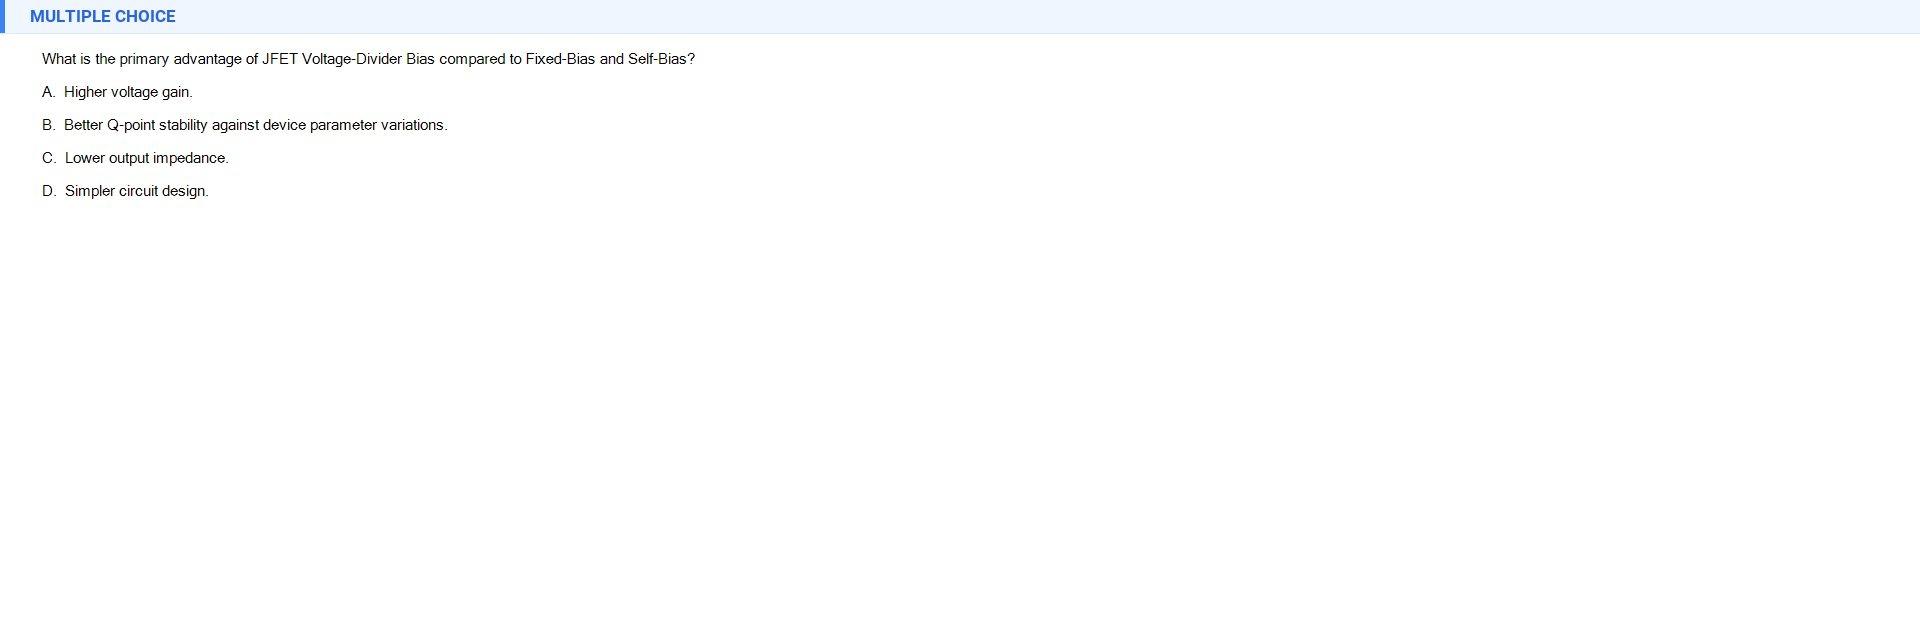 MULTIPLE CHOICE
What is the primary advantage of JFET Voltage-Divider Bias compared to Fixed-Bias and Self-Bias?
A. Higher voltage gain.
B. Better Q-point stability against device parameter variations.
C. Lower output impedance.
D. Simpler circuit design.